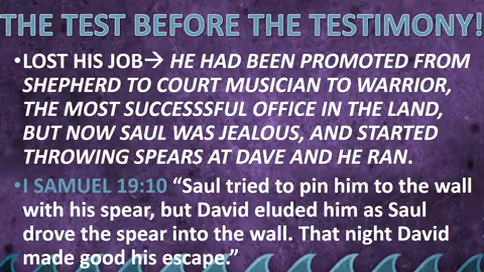 THE TEST BEFORE THE TESTIMONY!
•LOST HIS JOB→ HE HAD BEEN PROMOTED FROM
SHEPHERD TO COURT MUSICIAN TO WARRIOR,
THE MOST SUCCESSSFUL OFFICE IN THE LAND,
BUT NOW SAUL WAS JEALOUS, AND STARTED
THROWING SPEARS AT DAVE AND HE RAN.
•I SAMUEL 19:10 “Saul tried to pin him to the wall
with his spear, but David eluded him as Saul
drove the spear into the wall. That night David
made good his escape.”